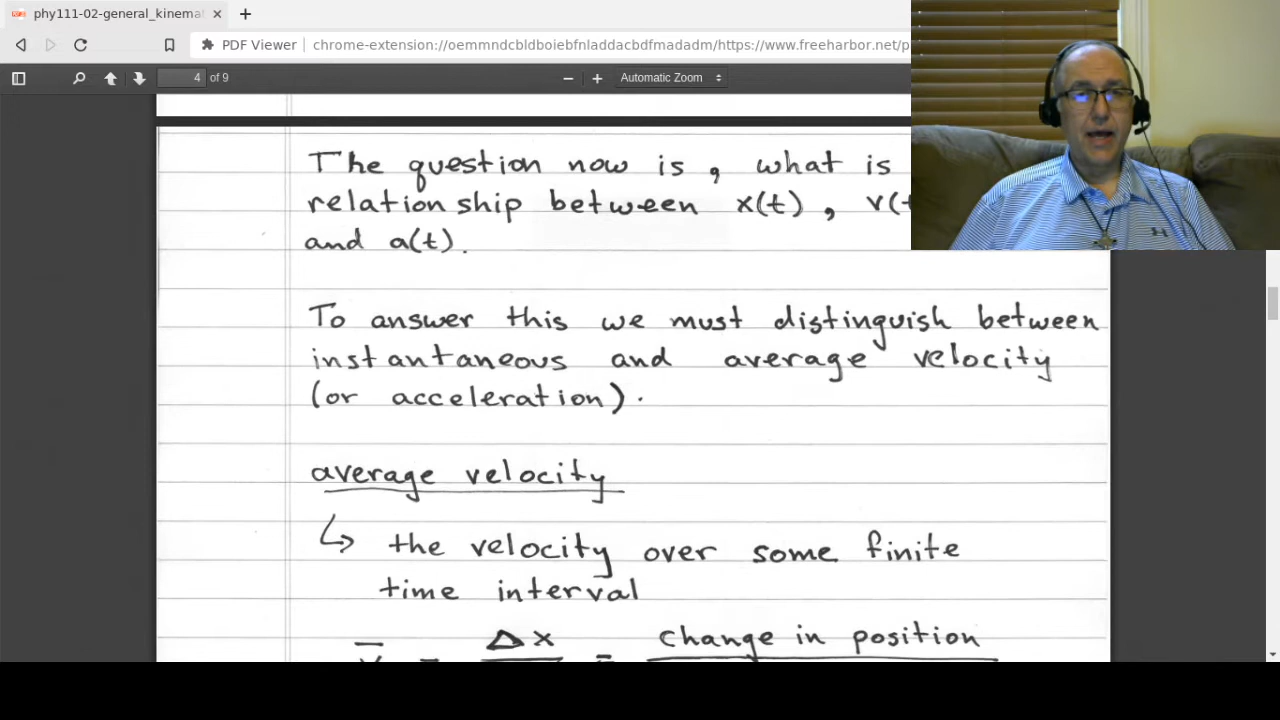 phy111-02-general_kinema
PDF Viewer
chrome-extension://oemmndcbldboiebfnladdacbdfmadadm/https://www.freeharbor.net/p
4 of 9
Automatic Zoom
The question now is, what is
relationship between x(t), v(
and a(t).
To answer this we must distinguish between
instantaneous and average velocity
(or acceleration).
average velocity
↳ the velocity over some finite
time interval
Δx = change in position